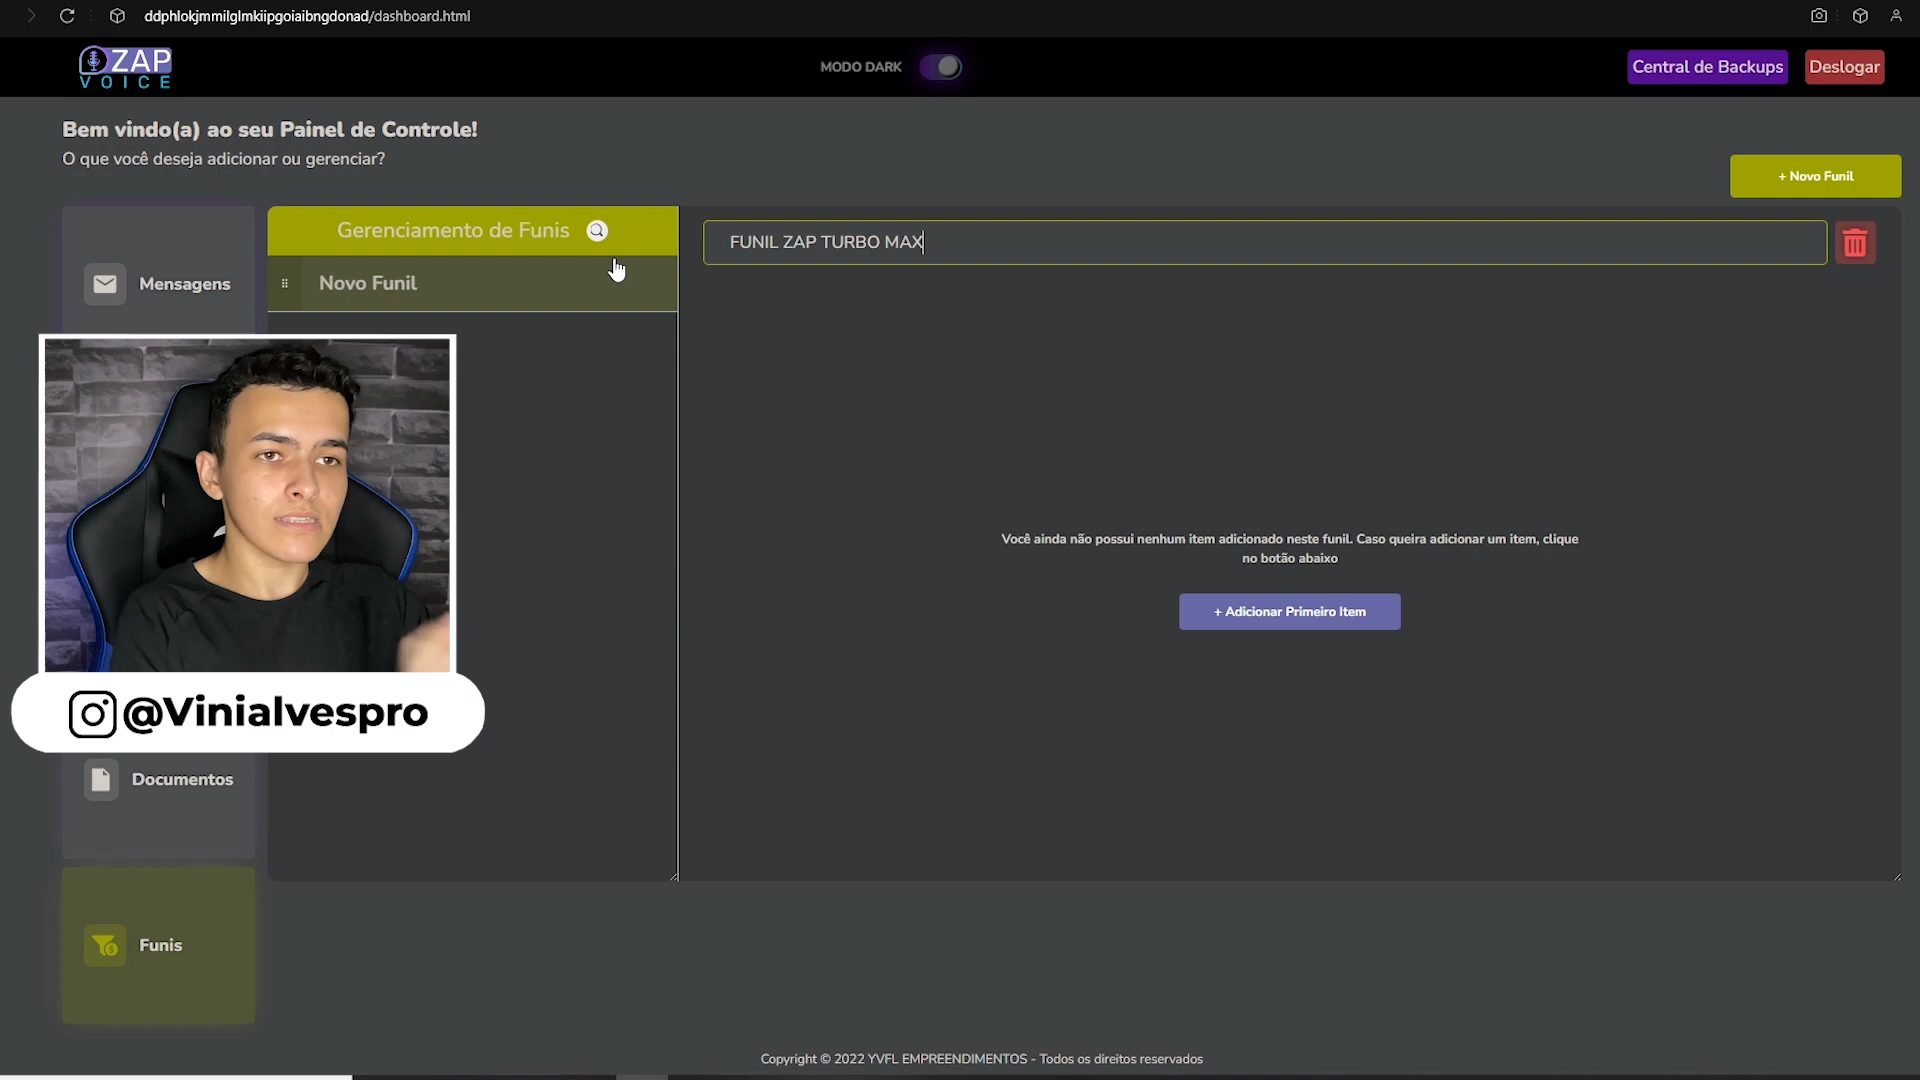 ddphlokjmmilglmkiipgoiaibngdonad/dashboard.html
ZAP
VOICE
MODO DARK
Central de Backups
Deslogar
Bem vindo(a) ao seu Painel de Controle!
O que você deseja adicionar ou gerenciar?
+ Novo Funil
Mensagens
Gerenciamento de Funis
Novo Funil
FUNIL ZAP TURBO MAX
Você ainda não possui nenhum item adicionado neste funil. Caso queira adicionar um item, clique
no botão abaixo
+ Adicionar Primeiro Item
@Vinialvespro
Documentos
Funis
Copyright © 2022 YVFL EMPREENDIMENTOS - Todos os direitos reservados